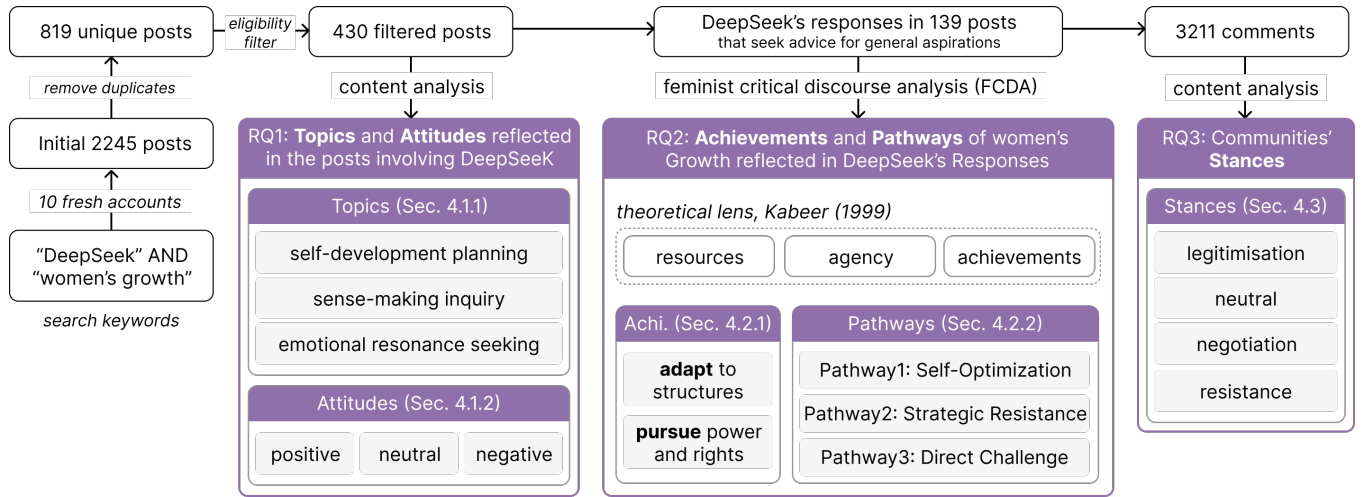 819 unique posts
eligibility
filter
430 filtered posts
DeepSeek's responses in 139 posts
that seek advice for general aspirations
3211 comments
remove duplicates
content analysis
feminist critical discourse analysis (FCDA)
content analysis
Initial 2245 posts
10 fresh accounts
"DeepSeek" AND
"women's growth"
search keywords
RQ1: Topics and Attitudes reflected
in the posts involving DeepSeeK
Topics (Sec. 4.1.1)
self-development planning
sense-making inquiry
emotional resonance seeking
Attitudes (Sec. 4.1.2)
positive
neutral
negative
RQ2: Achievements and Pathways of women's
Growth reflected in DeepSeek's Responses
theoretical lens, Kabeer (1999)
resources
agency
achievements
Achi. (Sec. 4.2.1)
adapt to
structures
pursue power
and rights
Pathways (Sec. 4.2.2)
Pathway1: Self-Optimization
Pathway2: Strategic Resistance
Pathway3: Direct Challenge
RQ3: Communities'
Stances
Stances (Sec. 4.3)
legitimisation
neutral
negotiation
resistance